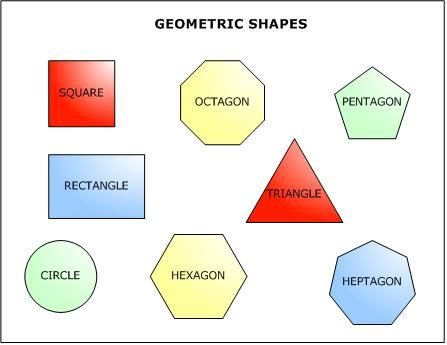 GEOMETRIC SHAPES
SQUARE
OCTAGON
PENTAGON
RECTANGLE
TRIANGLE
CIRCLE
HEXAGON
HEPTAGON